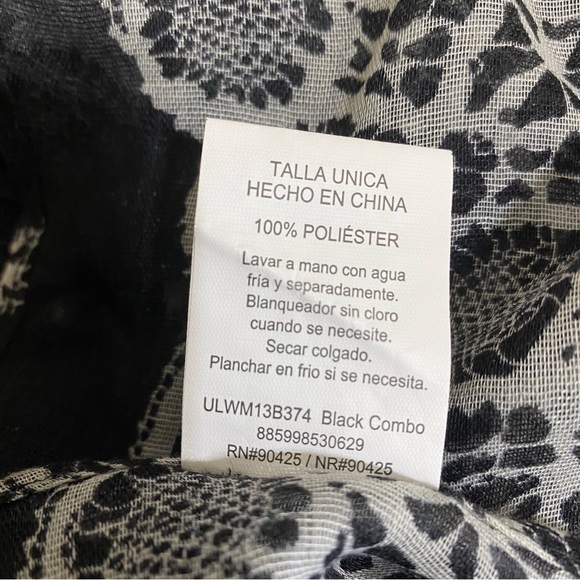 TALLA UNICA
HECHO EN CHINA
100% POLIÉSTER
Lavar a mano con agua
fría y separadamente.
Blanqueador sin cloro
cuando se necesite.
Secar colgado.
Planchar en frio si se necesita.
ULWM13B374 Black Combo
885998530629
RN#90425 / NR#90425